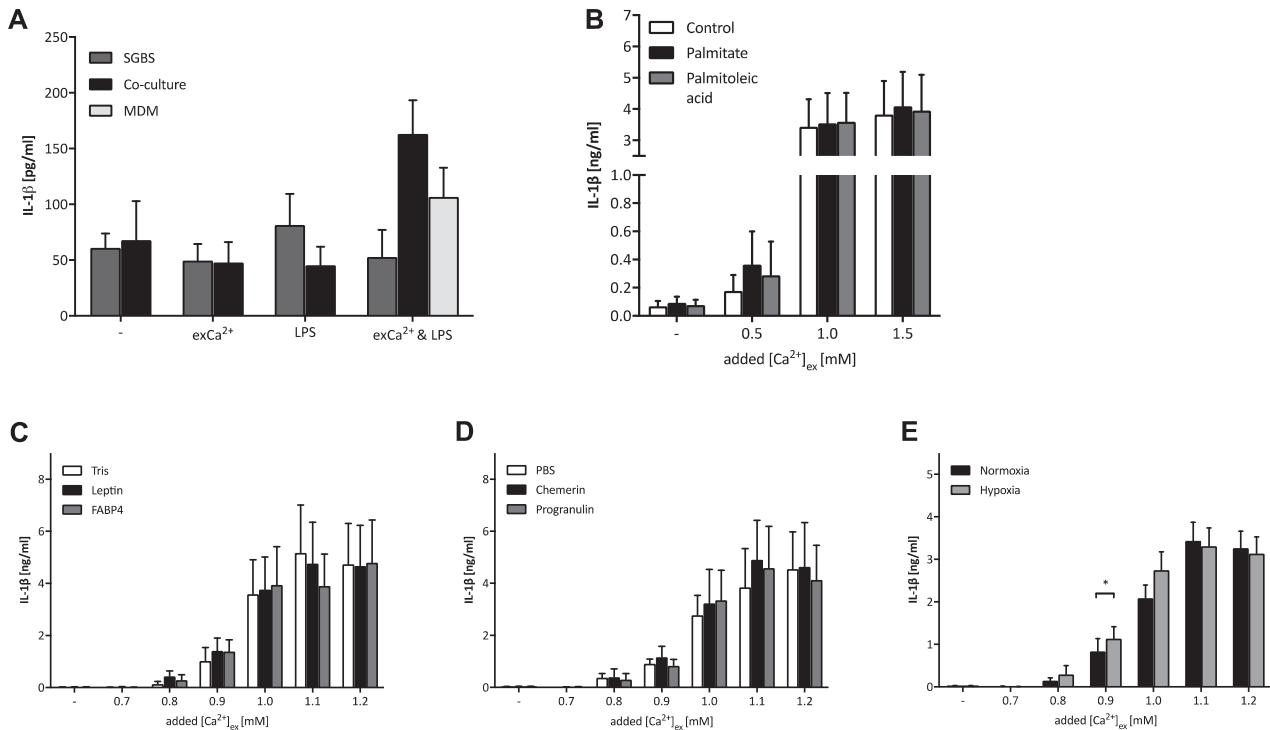 A
IL-1β [pg/ml]
250
200
150
100
50
0
SGBS
Co-culture
MDM
- exCa²⁺ LPS exCa²⁺ & LPS
B
IL-1β [ng/ml]
7
6
5
4
3
1.0
0.8
0.6
0.4
0.2
0.0
Control
Palmitate
Palmitoleic
acid
- 0.5 1.0 1.5
added [Ca²⁺]ex [mM]
C
IL-1β [ng/ml]
8
6
4
2
0
Tris
Leptin
FABP4
- 0.7 0.8 0.9 1.0 1.1 1.2
added [Ca²⁺]ex [mM]
D
IL-1β [ng/ml]
8
6
4
2
0
PBS
Chemerin
Progranulin
- 0.7 0.8 0.9 1.0 1.1 1.2
added [Ca²⁺]ex [mM]
E
IL-1β [ng/ml]
5
4
3
2
1
0
Normoxia
Hypoxia
*
- 0.7 0.8 0.9 1.0 1.1 1.2
added [Ca²⁺]ex [mM]